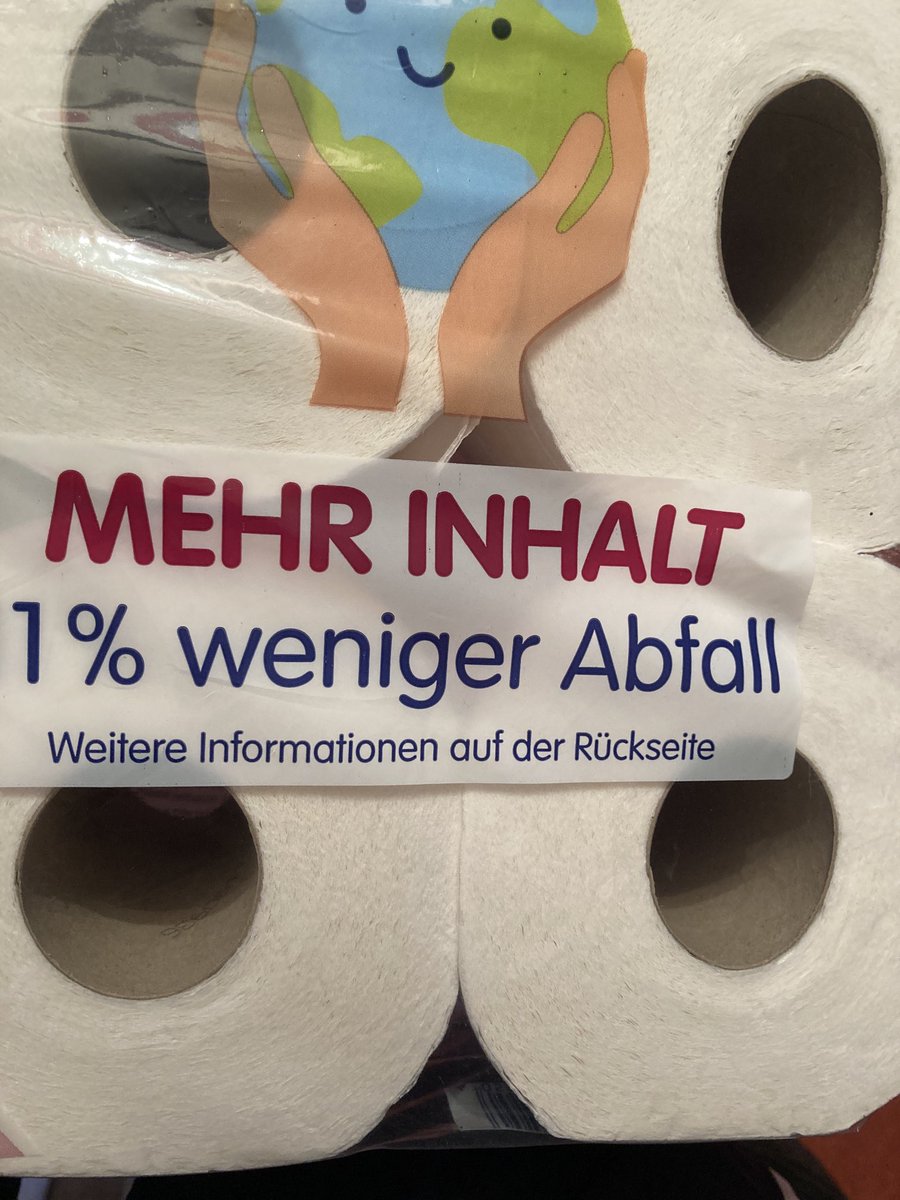 MEHR INHALT
1% weniger Abfall
Weitere Informationen auf der Rückseite